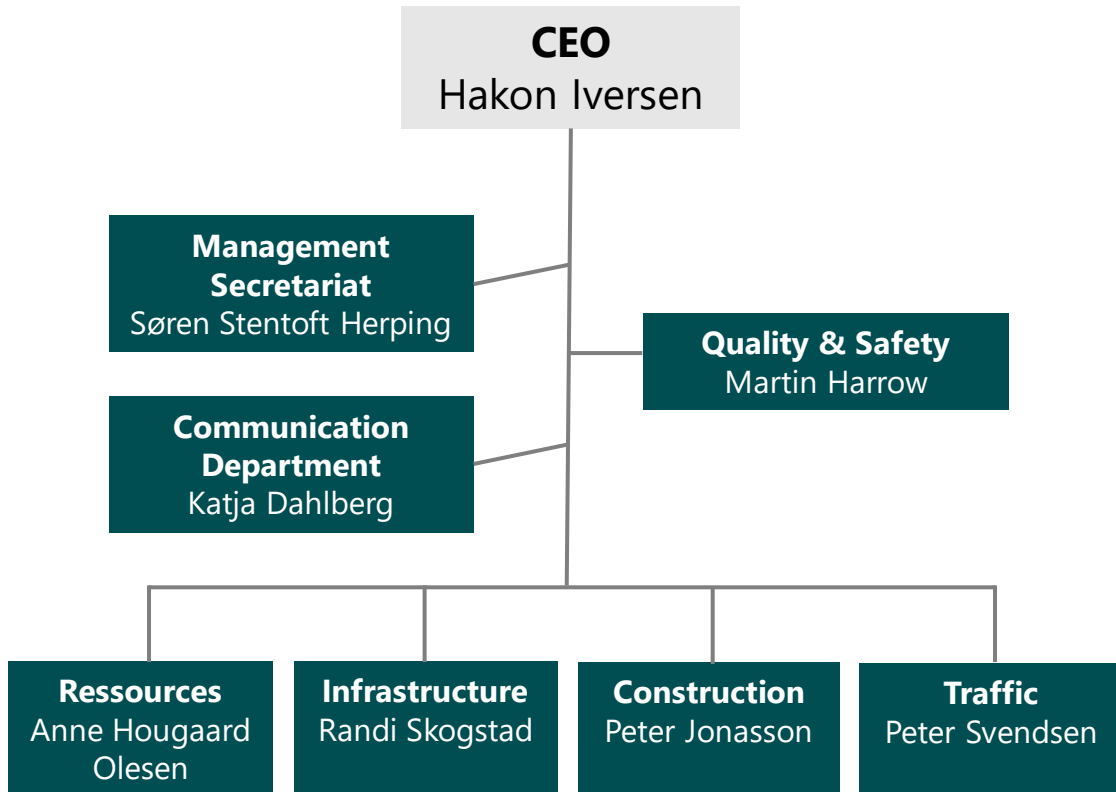 CEO
Hakon Iversen
Management
Secretariat
Søren Stentoft Herping
Quality & Safety
Martin Harrow
Communication
Department
Katja Dahlberg
Ressources
Anne Hougaard
Olesen
Infrastructure
Randi Skogstad
Construction
Peter Jonasson
Traffic
Peter Svendsen